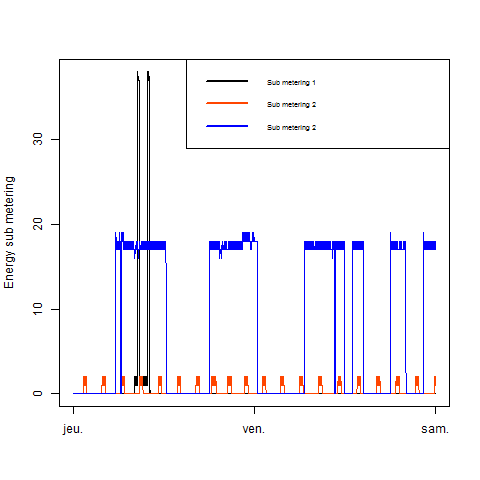 Sub metering 1
Sub metering 2
Sub metering 2
Energy sub metering
30
20
10
0
jeu. ven. sam.